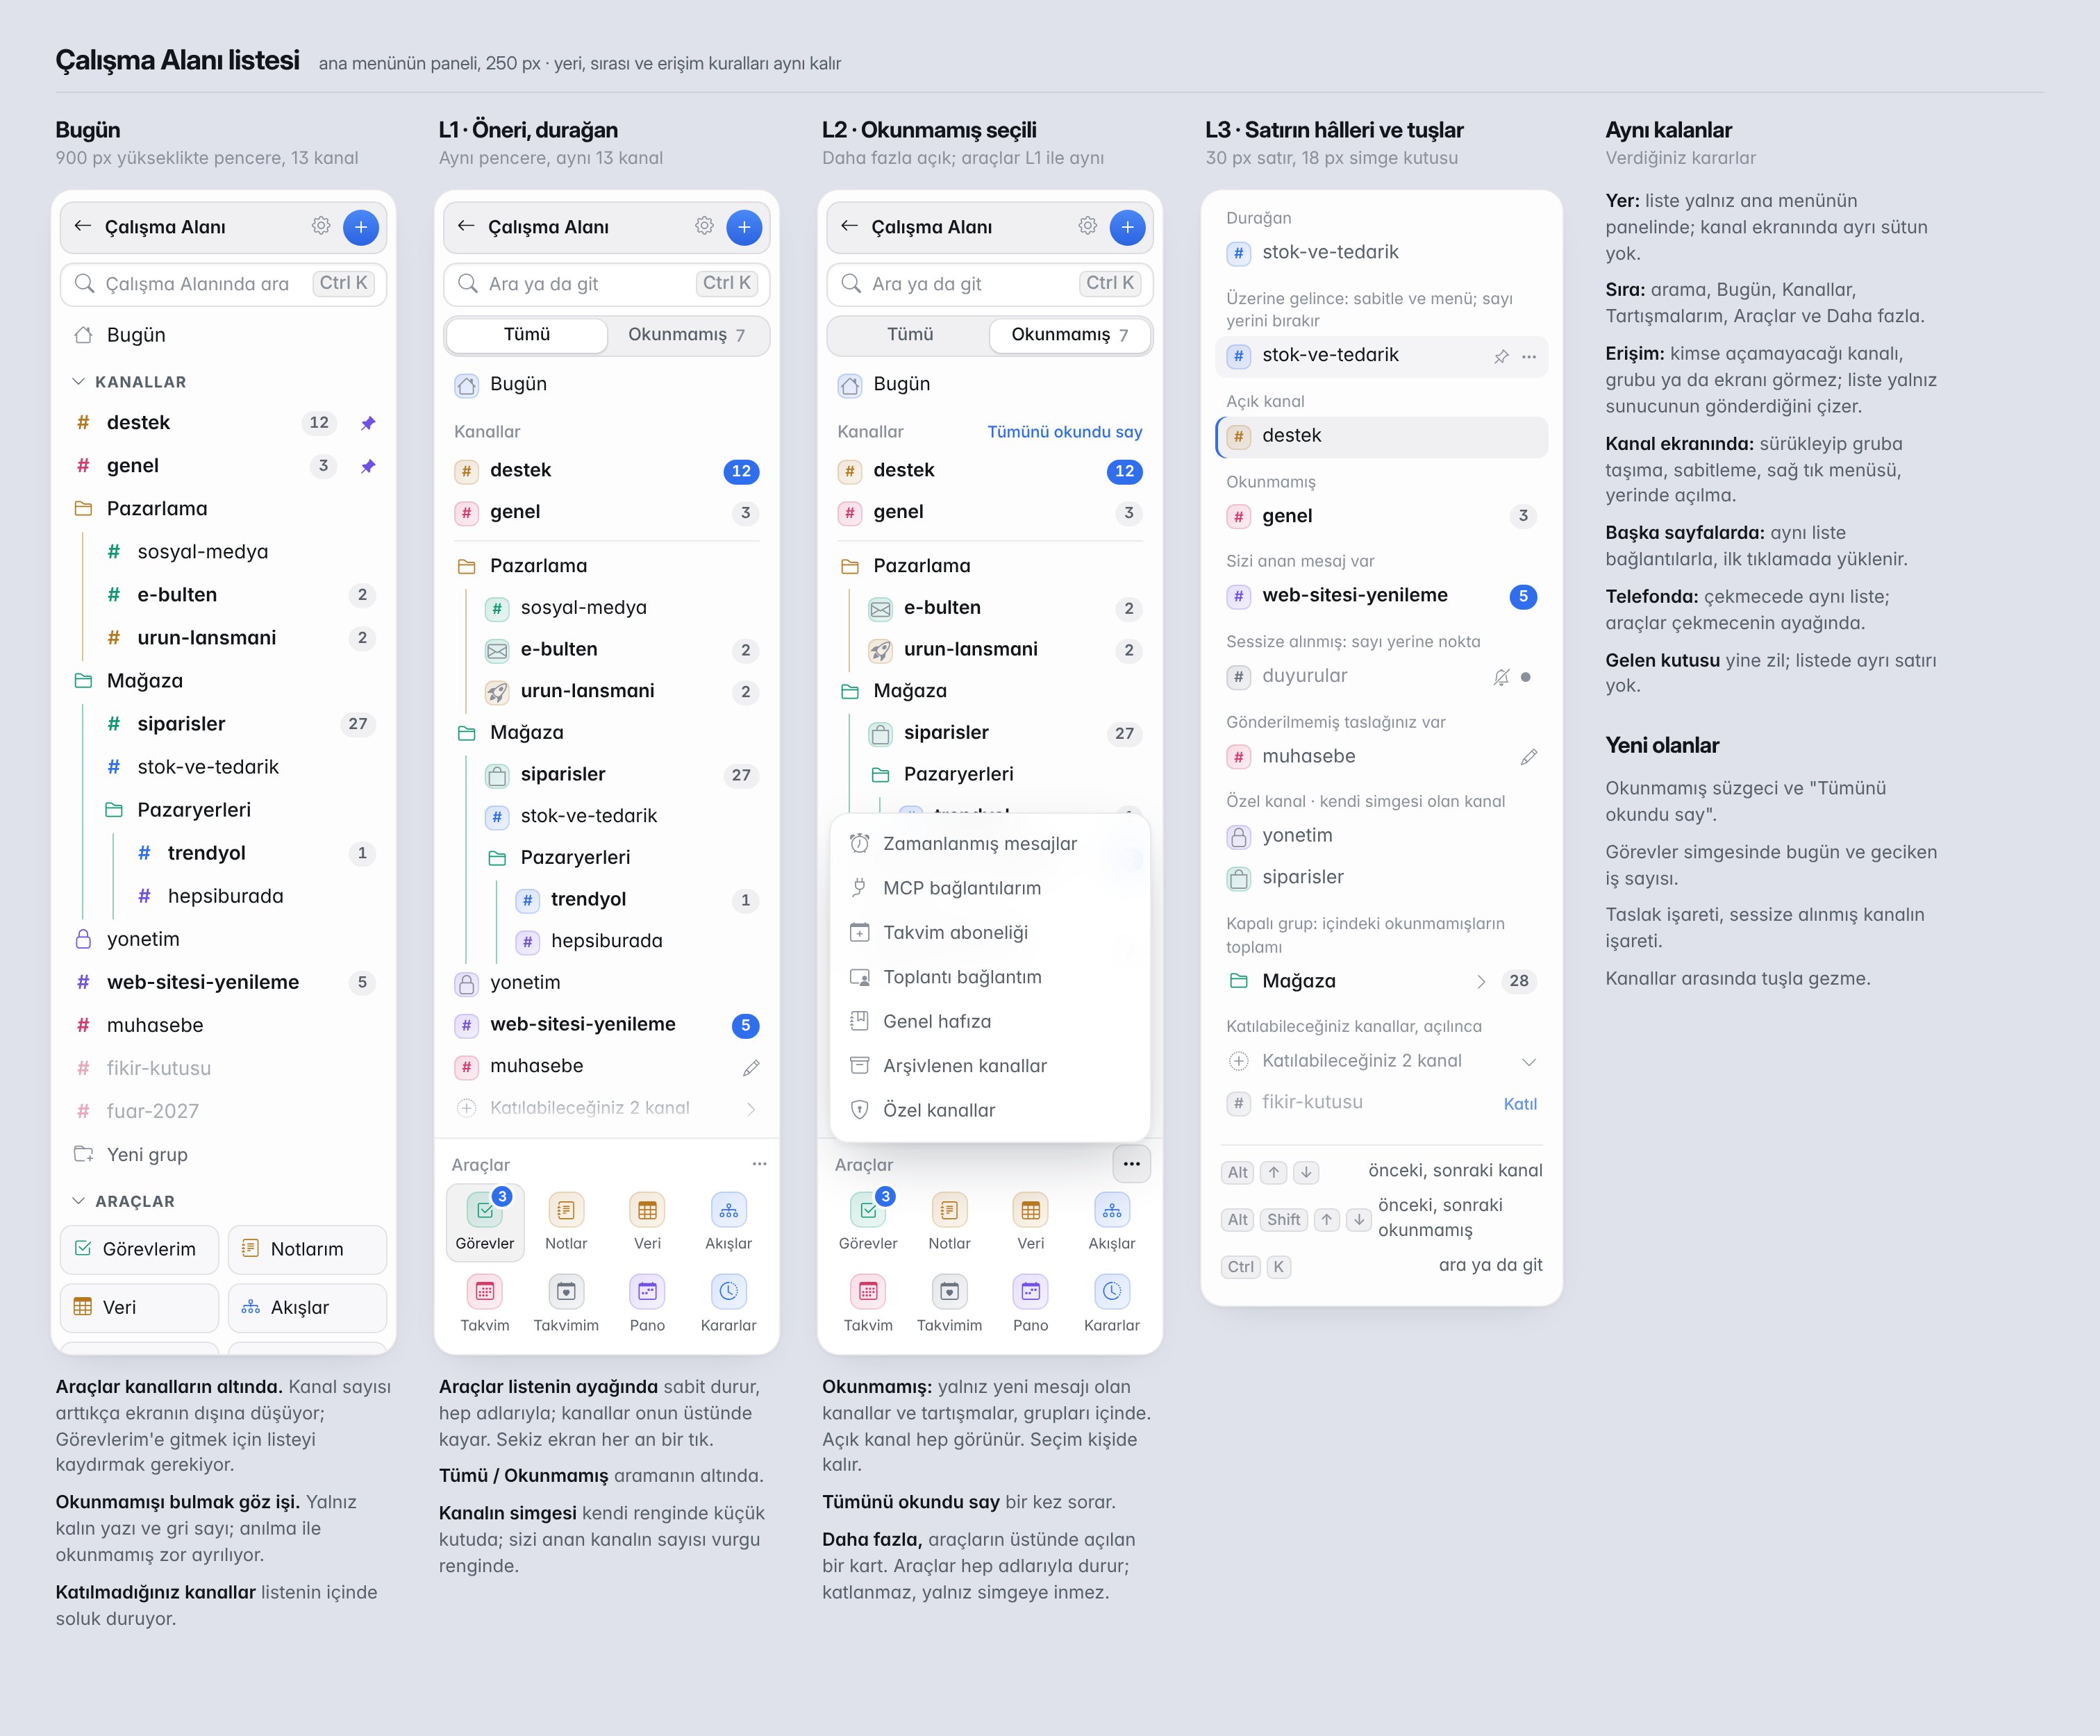 Çalışma Alanı listesi ana menünün paneli, 250 px · yeri, sırası ve erişim kuralları aynı kalır
Bugün
900 px yükseklikte pencere, 13 kanal
Çalışma Alanı
Çalışma Alanında ara Ctrl K
Bugün
KANALLAR
# destek 12
# genel 3
Pazarlama
# sosyal-medya
# e-bulten 2
# urun-lansmani 2
Mağaza
# siparisler 27
# stok-ve-tedarik
Pazaryerleri
# trendyol 1
# hepsiburada
yonetim
# web-sitesi-yenileme 5
# muhasebe
# fikir-kutusu
# fuar-2027
Yeni grup
ARAÇLAR
Görevlerim Notlarım
Veri Akışlar
Araçlar kanalların altında. Kanal sayısı
arttıkça ekranın dışına düşüyor;
Görevlerim'e gitmek için listeyi
kaydırmak gerekiyor.
Okunmamışı bulmak göz işi. Yalnız
kalın yazı ve gri sayı; anılma ile
okunmamış zor ayrılıyor.
Katılmadığınız kanallar listenin içinde
soluk duruyor.
L1 · Öneri, durağan
Aynı pencere, aynı 13 kanal
Çalışma Alanı
Ara ya da git Ctrl K
Tümü Okunmamış 7
Bugün
Kanallar
# destek 12
# genel 3
Pazarlama
# sosyal-medya
e-bulten 2
urun-lansmani 2
Mağaza
siparisler 27
# stok-ve-tedarik
Pazaryerleri
# trendyol 1
# hepsiburada
yonetim
# web-sitesi-yenileme 5
# muhasebe
Katılabileceğiniz 2 kanal
Araçlar
3
Görevler Notlar Veri Akışlar
Takvim Takvimim Pano Kararlar
Araçlar listenin ayağında sabit durur,
hep adlarıyla; kanallar onun üstünde
kayar. Sekiz ekran her an bir tık.
Tümü / Okunmamış aramanın altında.
Kanalın simgesi kendi renginde küçük
kutuda; sizi anan kanalın sayısı vurgu
renginde.
L2 · Okunmamış seçili
Daha fazla açık; araçlar L1 ile aynı
Çalışma Alanı
Ara ya da git Ctrl K
Tümü Okunmamış 7
Bugün
Kanallar Tümünü okundu say
# destek 12
# genel 3
Pazarlama
e-bulten 2
urun-lansmani 2
Mağaza
siparisler 27
Pazaryerleri
trendyol 1
Zamanlanmış mesajlar
MCP bağlantılarım
Takvim aboneliği
Toplantı bağlantım
Genel hafıza
Arşivlenen kanallar
Özel kanallar
Araçlar
3
Görevler Notlar Veri Akışlar
Takvim Takvimim Pano Kararlar
Okunmamış: yalnız yeni mesajı olan
kanallar ve tartışmalar, grupları içinde.
Açık kanal hep görünür. Seçim kişide
kalır.
Tümünü okundu say bir kez sorar.
Daha fazla, araçların üstünde açılan
bir kart. Araçlar hep adlarıyla durur;
katlanmaz, yalnız simgeye inmez.
L3 · Satırın hâlleri ve tuşlar
30 px satır, 18 px simge kutusu
Durağan
# stok-ve-tedarik
Üzerine gelince: sabitle ve menü; sayı
yerini bırakır
# stok-ve-tedarik
Açık kanal
# destek
Okunmamış
# genel 3
Sizi anan mesaj var
# web-sitesi-yenileme 5
Sessize alınmış: sayı yerine nokta
# duyurular
Gönderilmemiş taslağınız var
# muhasebe
Özel kanal · kendi simgesi olan kanal
yonetim
siparisler
Kapalı grup: içindeki okunmamışların
toplamı
Mağaza 28
Katılabileceğiniz kanallar, açılınca
Katılabileceğiniz 2 kanal
# fikir-kutusu Katıl
Alt ↑ ↓ önceki, sonraki kanal
Alt Shift ↑ ↓ önceki, sonraki
okunmamış
Ctrl K ara ya da git
Aynı kalanlar
Verdiğiniz kararlar
Yer: liste yalnız ana menünün
panelinde; kanal ekranında ayrı sütun
yok.
Sıra: arama, Bugün, Kanallar,
Tartışmalarım, Araçlar ve Daha fazla.
Erişim: kimse açamayacağı kanalı,
grubu ya da ekranı görmez; liste yalnız
sunucunun gönderdiğini çizer.
Kanal ekranında: sürükleyip gruba
taşıma, sabitleme, sağ tık menüsü,
yerinde açılma.
Başka sayfalarda: aynı liste
bağlantılarla, ilk tıklamada yüklenir.
Telefonda: çekmecede aynı liste;
araçlar çekmecenin ayağında.
Gelen kutusu yine zil; listede ayrı satırı
yok.
Yeni olanlar
Okunmamış süzgeci ve "Tümünü
okundu say".
Görevler simgesinde bugün ve geciken
iş sayısı.
Taslak işareti, sessize alınmış kanalın
işareti.
Kanallar arasında tuşla gezme.